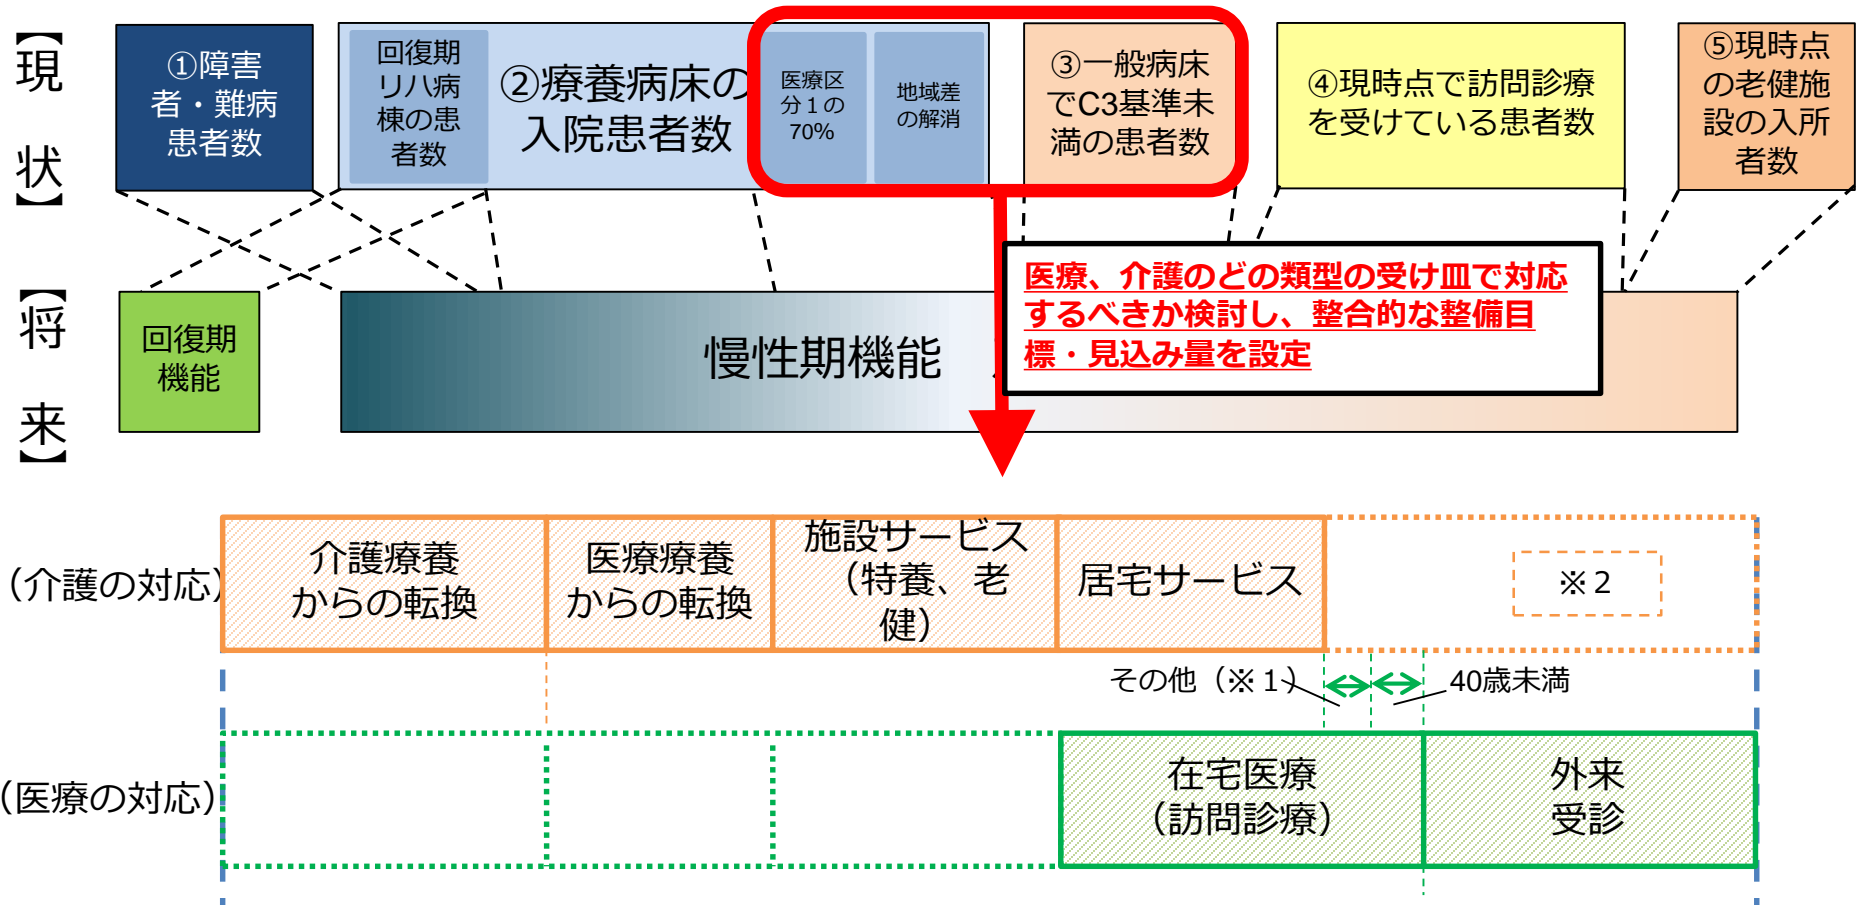 【現 状】
①障害
者・難病
患者数
回復期
リハ病
棟の患
者数
②療養病床の
入院患者数
医療区
分１の
70%
地域差
の解消
③一般病床
でC3基準未
満の患者数
④現時点で訪問診療
を受けている患者数
⑤現時点
の老健施
設の入所
者数
【将 来】
回復期
機能
慢性期機能
医療、介護のどの類型の受け皿で対応
するべきか検討し、整合的な整備目
標・見込み量を設定
（介護の対応）
介護療養
からの転換
医療療養
からの転換
施設サービス
（特養、老
健）
居宅サービス
※２
その他（※１）
40歳未満
（医療の対応）
在宅医療
（訪問診療）
外来
受診